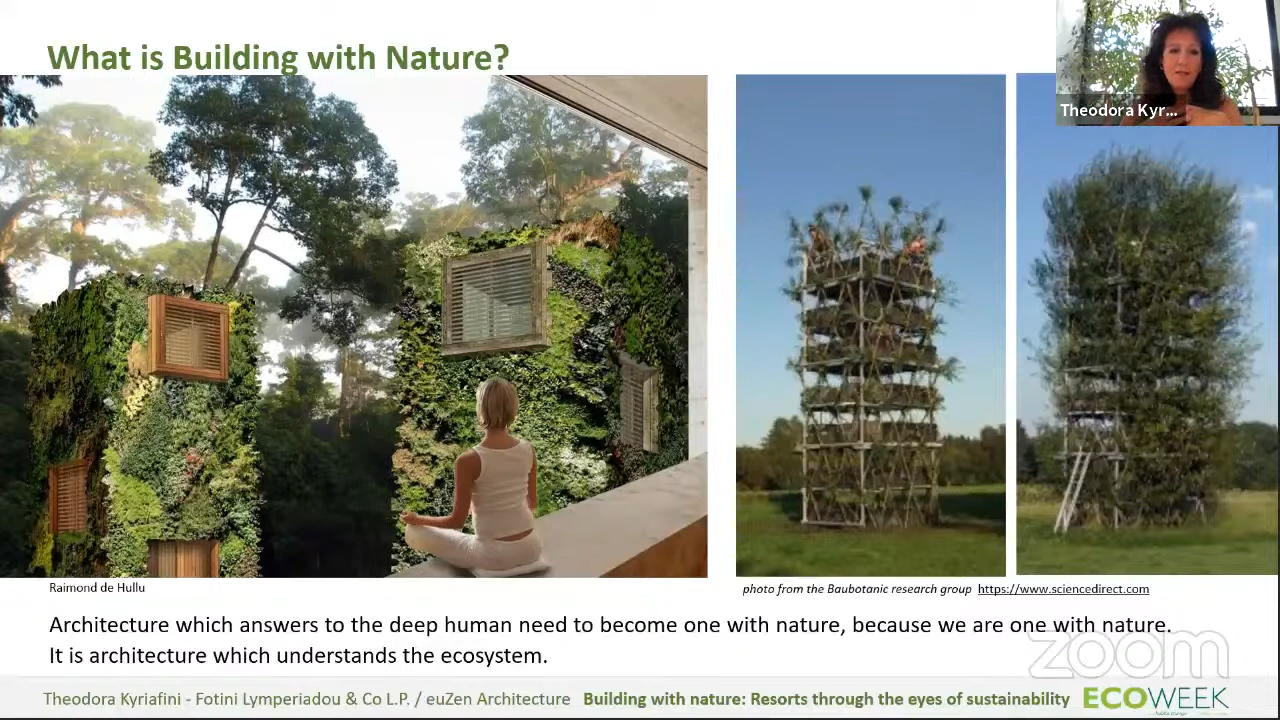 What is Building with Nature?
Theodora Kyr...
Raimond de Hullu
photo from the Baubotanic research group https://www.sciencedirect.com
Architecture which answers to the deep human need to become one with nature, because we are one with nature.
It is architecture which understands the ecosystem.
zoom
Theodora Kyriafini - Fotini Lymperiadou & Co L.P. / euZen Architecture Building with nature: Resorts through the eyes of sustainability ECOWEEK